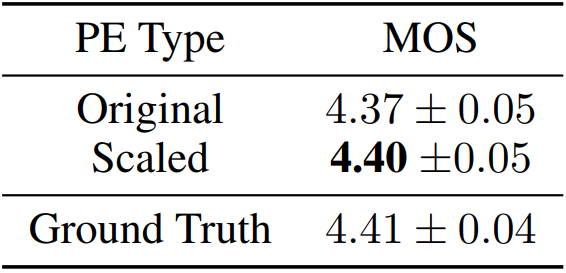 PE Type MOS
Original 4.37 ± 0.05
Scaled 4.40 ±0.05
Ground Truth 4.41 ± 0.04